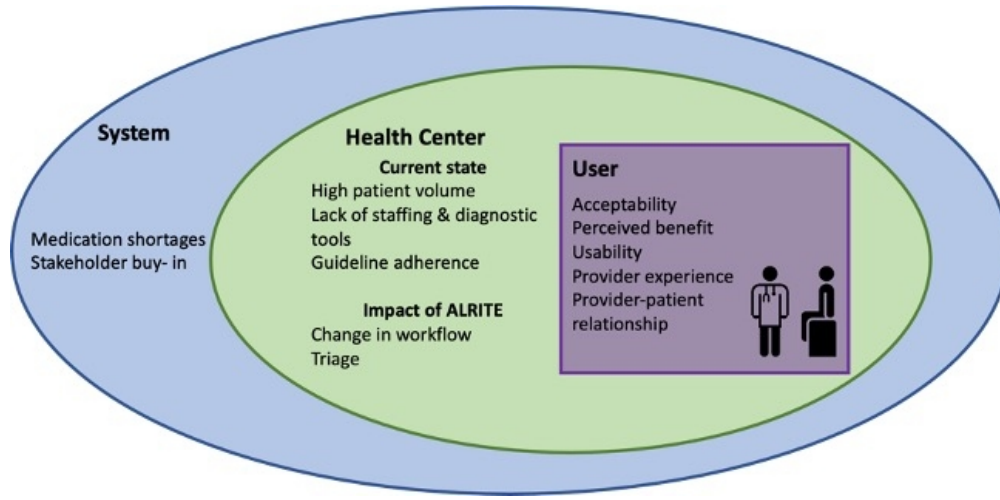 System
Medication shortages
Stakeholder buy- in
Health Center
Current state
High patient volume
Lack of staffing & diagnostic
tools
Guideline adherence
Impact of ALRITE
Change in workflow
Triage
User
Acceptability
Perceived benefit
Usability
Provider experience
Provider-patient
relationship